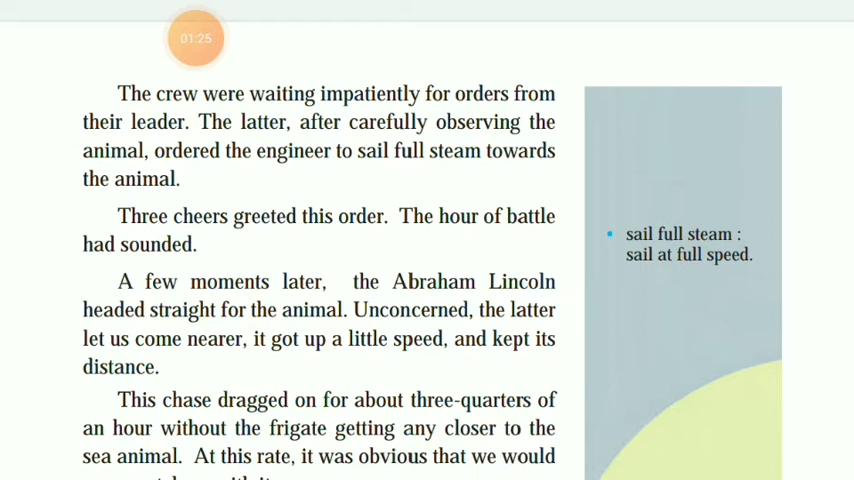 01:25
The crew were waiting impatiently for orders from
their leader. The latter, after carefully observing the
animal, ordered the engineer to sail full steam towards
the animal.
Three cheers greeted this order. The hour of battle
had sounded.
A few moments later, the Abraham Lincoln
headed straight for the animal. Unconcerned, the latter
let us come nearer, it got up a little speed, and kept its
distance.
This chase dragged on for about three-quarters of
an hour without the frigate getting any closer to the
sea animal. At this rate, it was obvious that we would
• sail full steam :
sail at full speed.